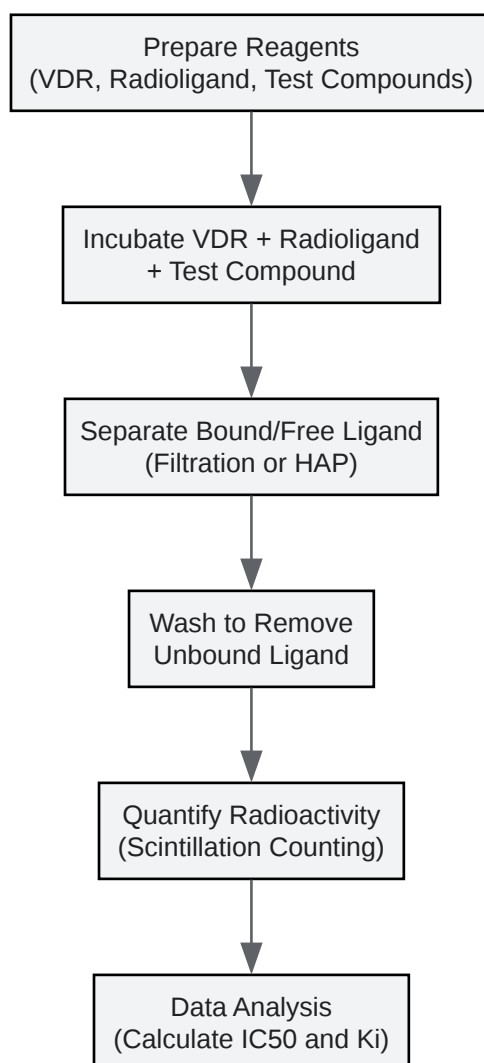 Prepare Reagents
(VDR, Radioligand, Test Compounds)
Incubate VDR + Radioligand
+ Test Compound
Separate Bound/Free Ligand
(Filtration or HAP)
Wash to Remove
Unbound Ligand
Quantify Radioactivity
(Scintillation Counting)
Data Analysis
(Calculate IC50 and Ki)